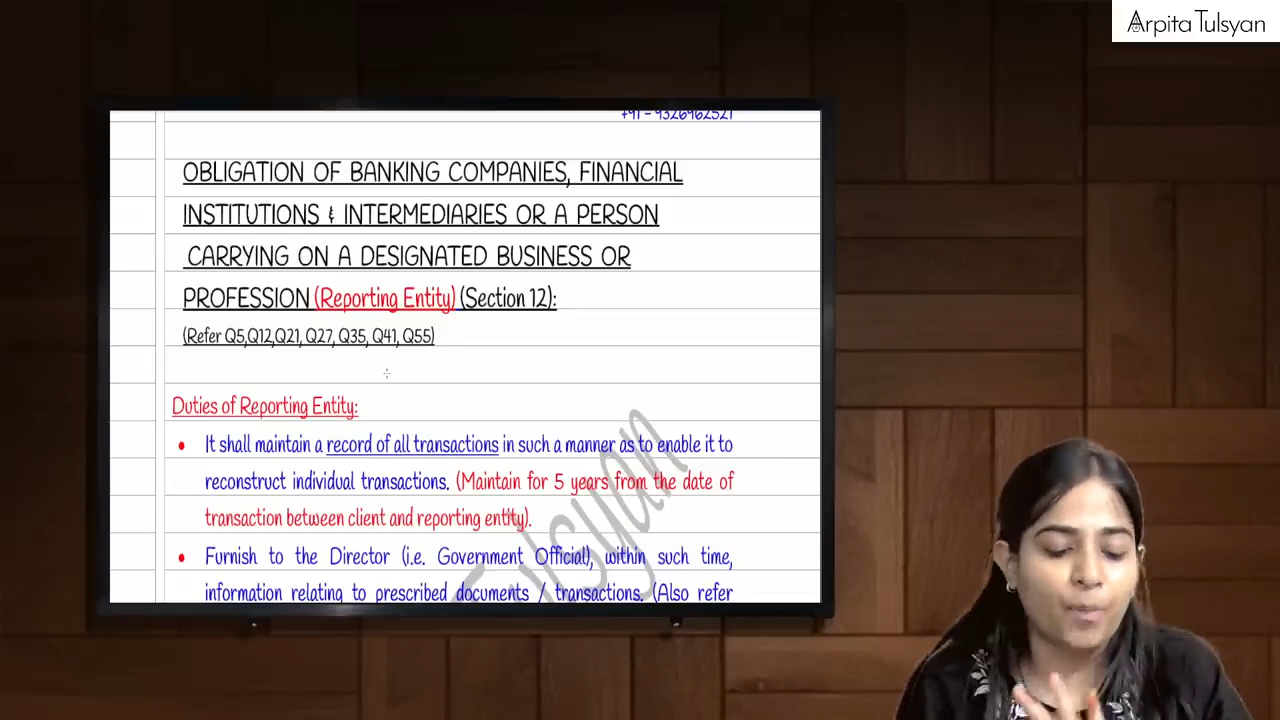 Arpita Tulsyan
+91 - 9326962521
OBLIGATION OF BANKING COMPANIES, FINANCIAL
INSTITUTIONS & INTERMEDIARIES OR A PERSON
CARRYING ON A DESIGNATED BUSINESS OR
PROFESSION (Reporting Entity) (Section 12):
(Refer Q5,Q12,Q21, Q27, Q35, Q41, Q55)
Duties of Reporting Entity:
• It shall maintain a record of all transactions in such a manner as to enable it to
reconstruct individual transactions. (Maintain for 5 years from the date of
transaction between client and reporting entity).
• Furnish to the Director (i.e. Government Official), within such time,
information relating to prescribed documents / transactions. (Also refer
Tulsyan